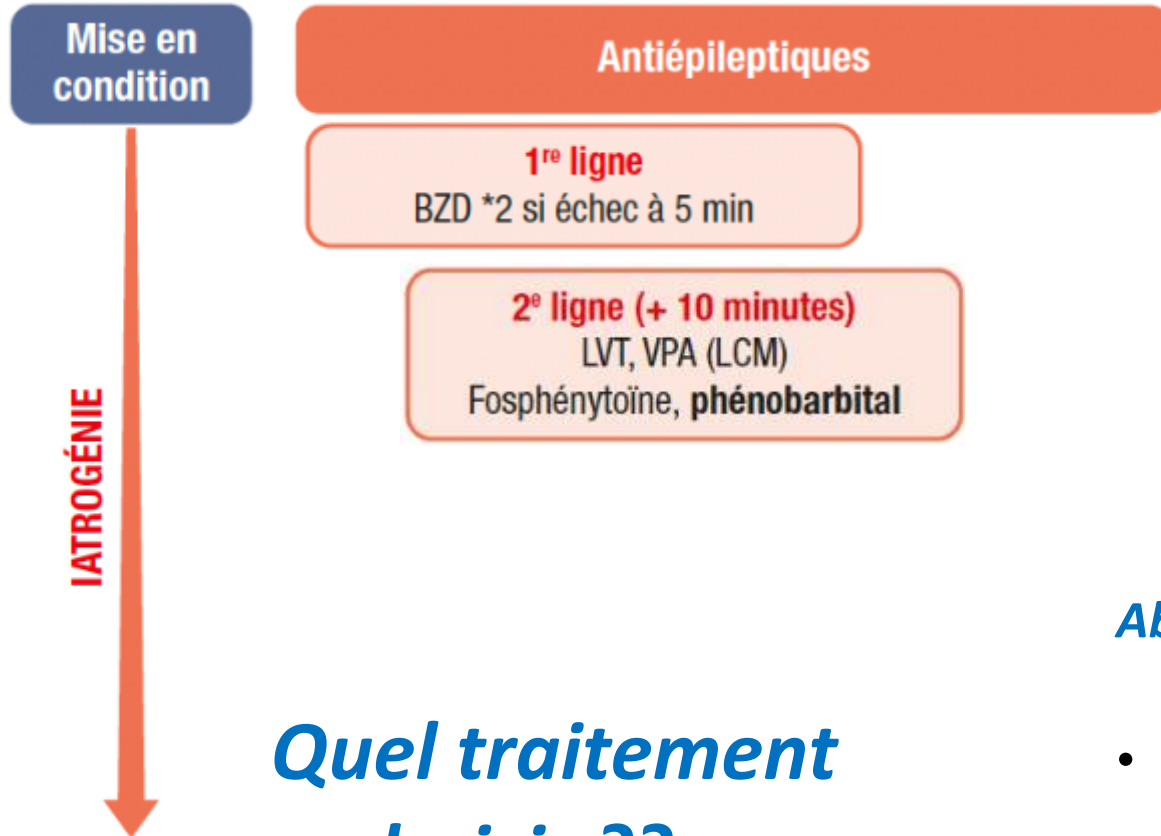 Mise en
condition
Antiépileptiques
1re ligne
BZD *2 si échec à 5 min
2e ligne (+ 10 minutes)
LVT, VPA (LCM)
Fosphénytoïne, phénobarbital
IATROGÉNIE
Ab
Quel traitement
•